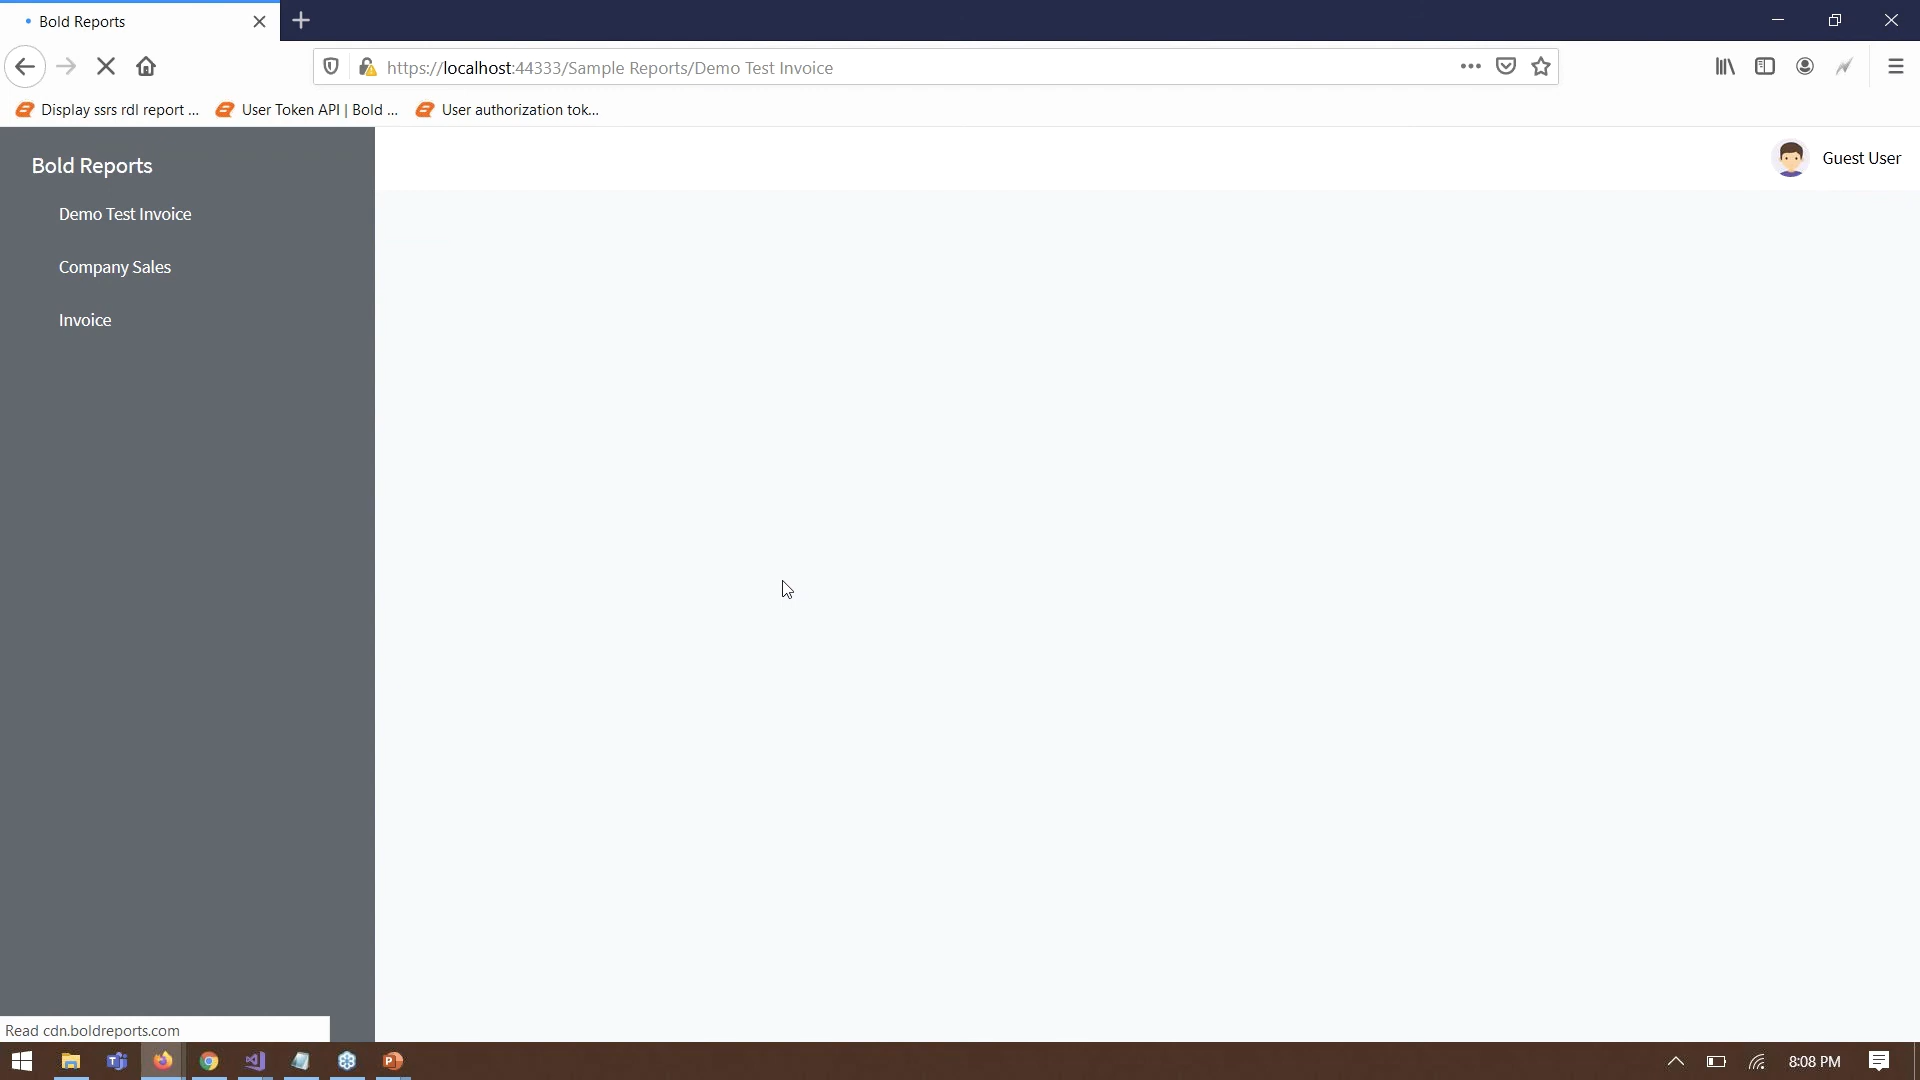 Bold Reports
https://localhost:44333/Sample Reports/Demo Test Invoice
Display ssrs rdl report ...
User Token API | Bold ...
User authorization tok...
Bold Reports
Guest User
Demo Test Invoice
Company Sales
Invoice
Read cdn.boldreports.com
8:08 PM